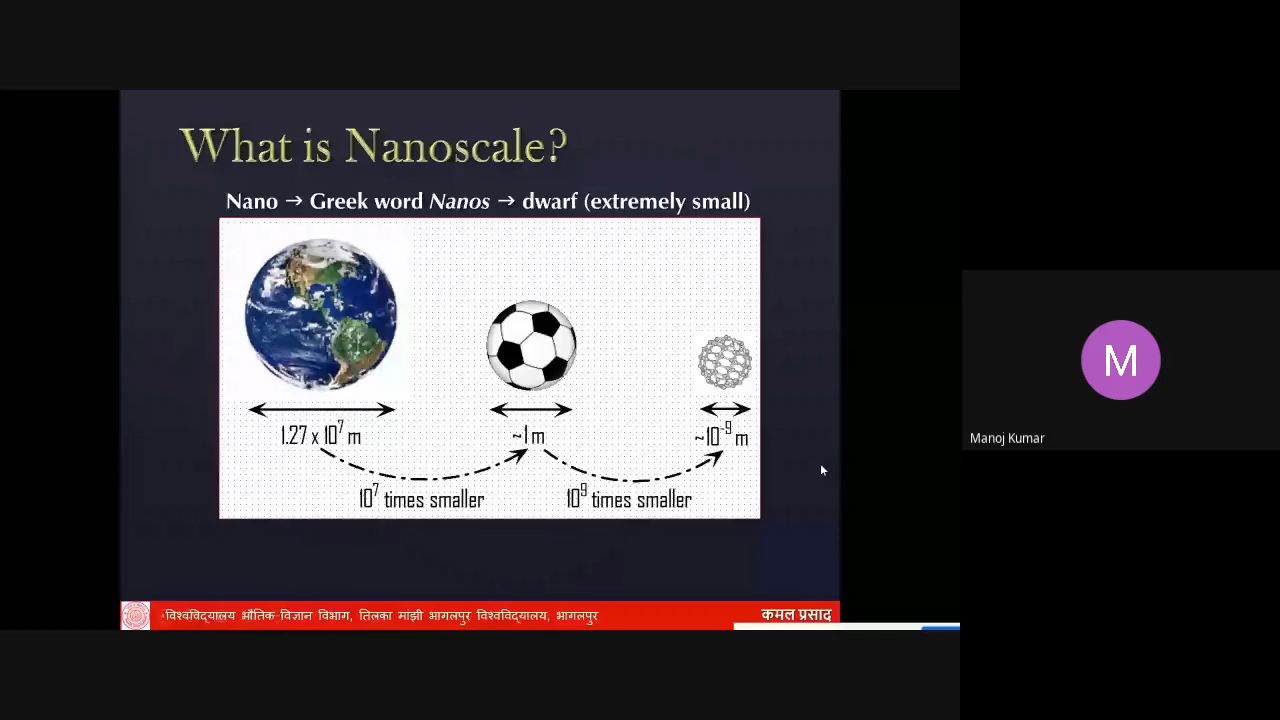 What is Nanoscale?
Nano → Greek word Nanos → dwarf (extremely small)
1.27 x 10⁷ m
~1 m
~10⁻⁹ m
10⁷ times smaller
10⁹ times smaller
विश्वविद्यालय भौतिक विज्ञान विभाग, तिलका मांझी भागलपुर विश्वविद्यालय, भागलपुर
कमल प्रसाद
M
Manoj Kumar